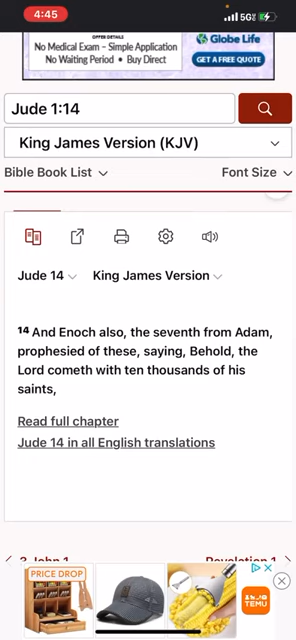 4:45
5G
OFFER DETAILS
No Medical Exam – Simple Application
No Waiting Period • Buy Direct
Globe Life
GET A FREE QUOTE
Jude 1:14
King James Version (KJV)
Bible Book List
Font Size
Jude 14
King James Version
14 And Enoch also, the seventh from Adam,
prophesied of these, saying, Behold, the
Lord cometh with ten thousands of his
saints,
Read full chapter
Jude 14 in all English translations
3 John 1
Revelation 1
PRICE DROP
TEMU